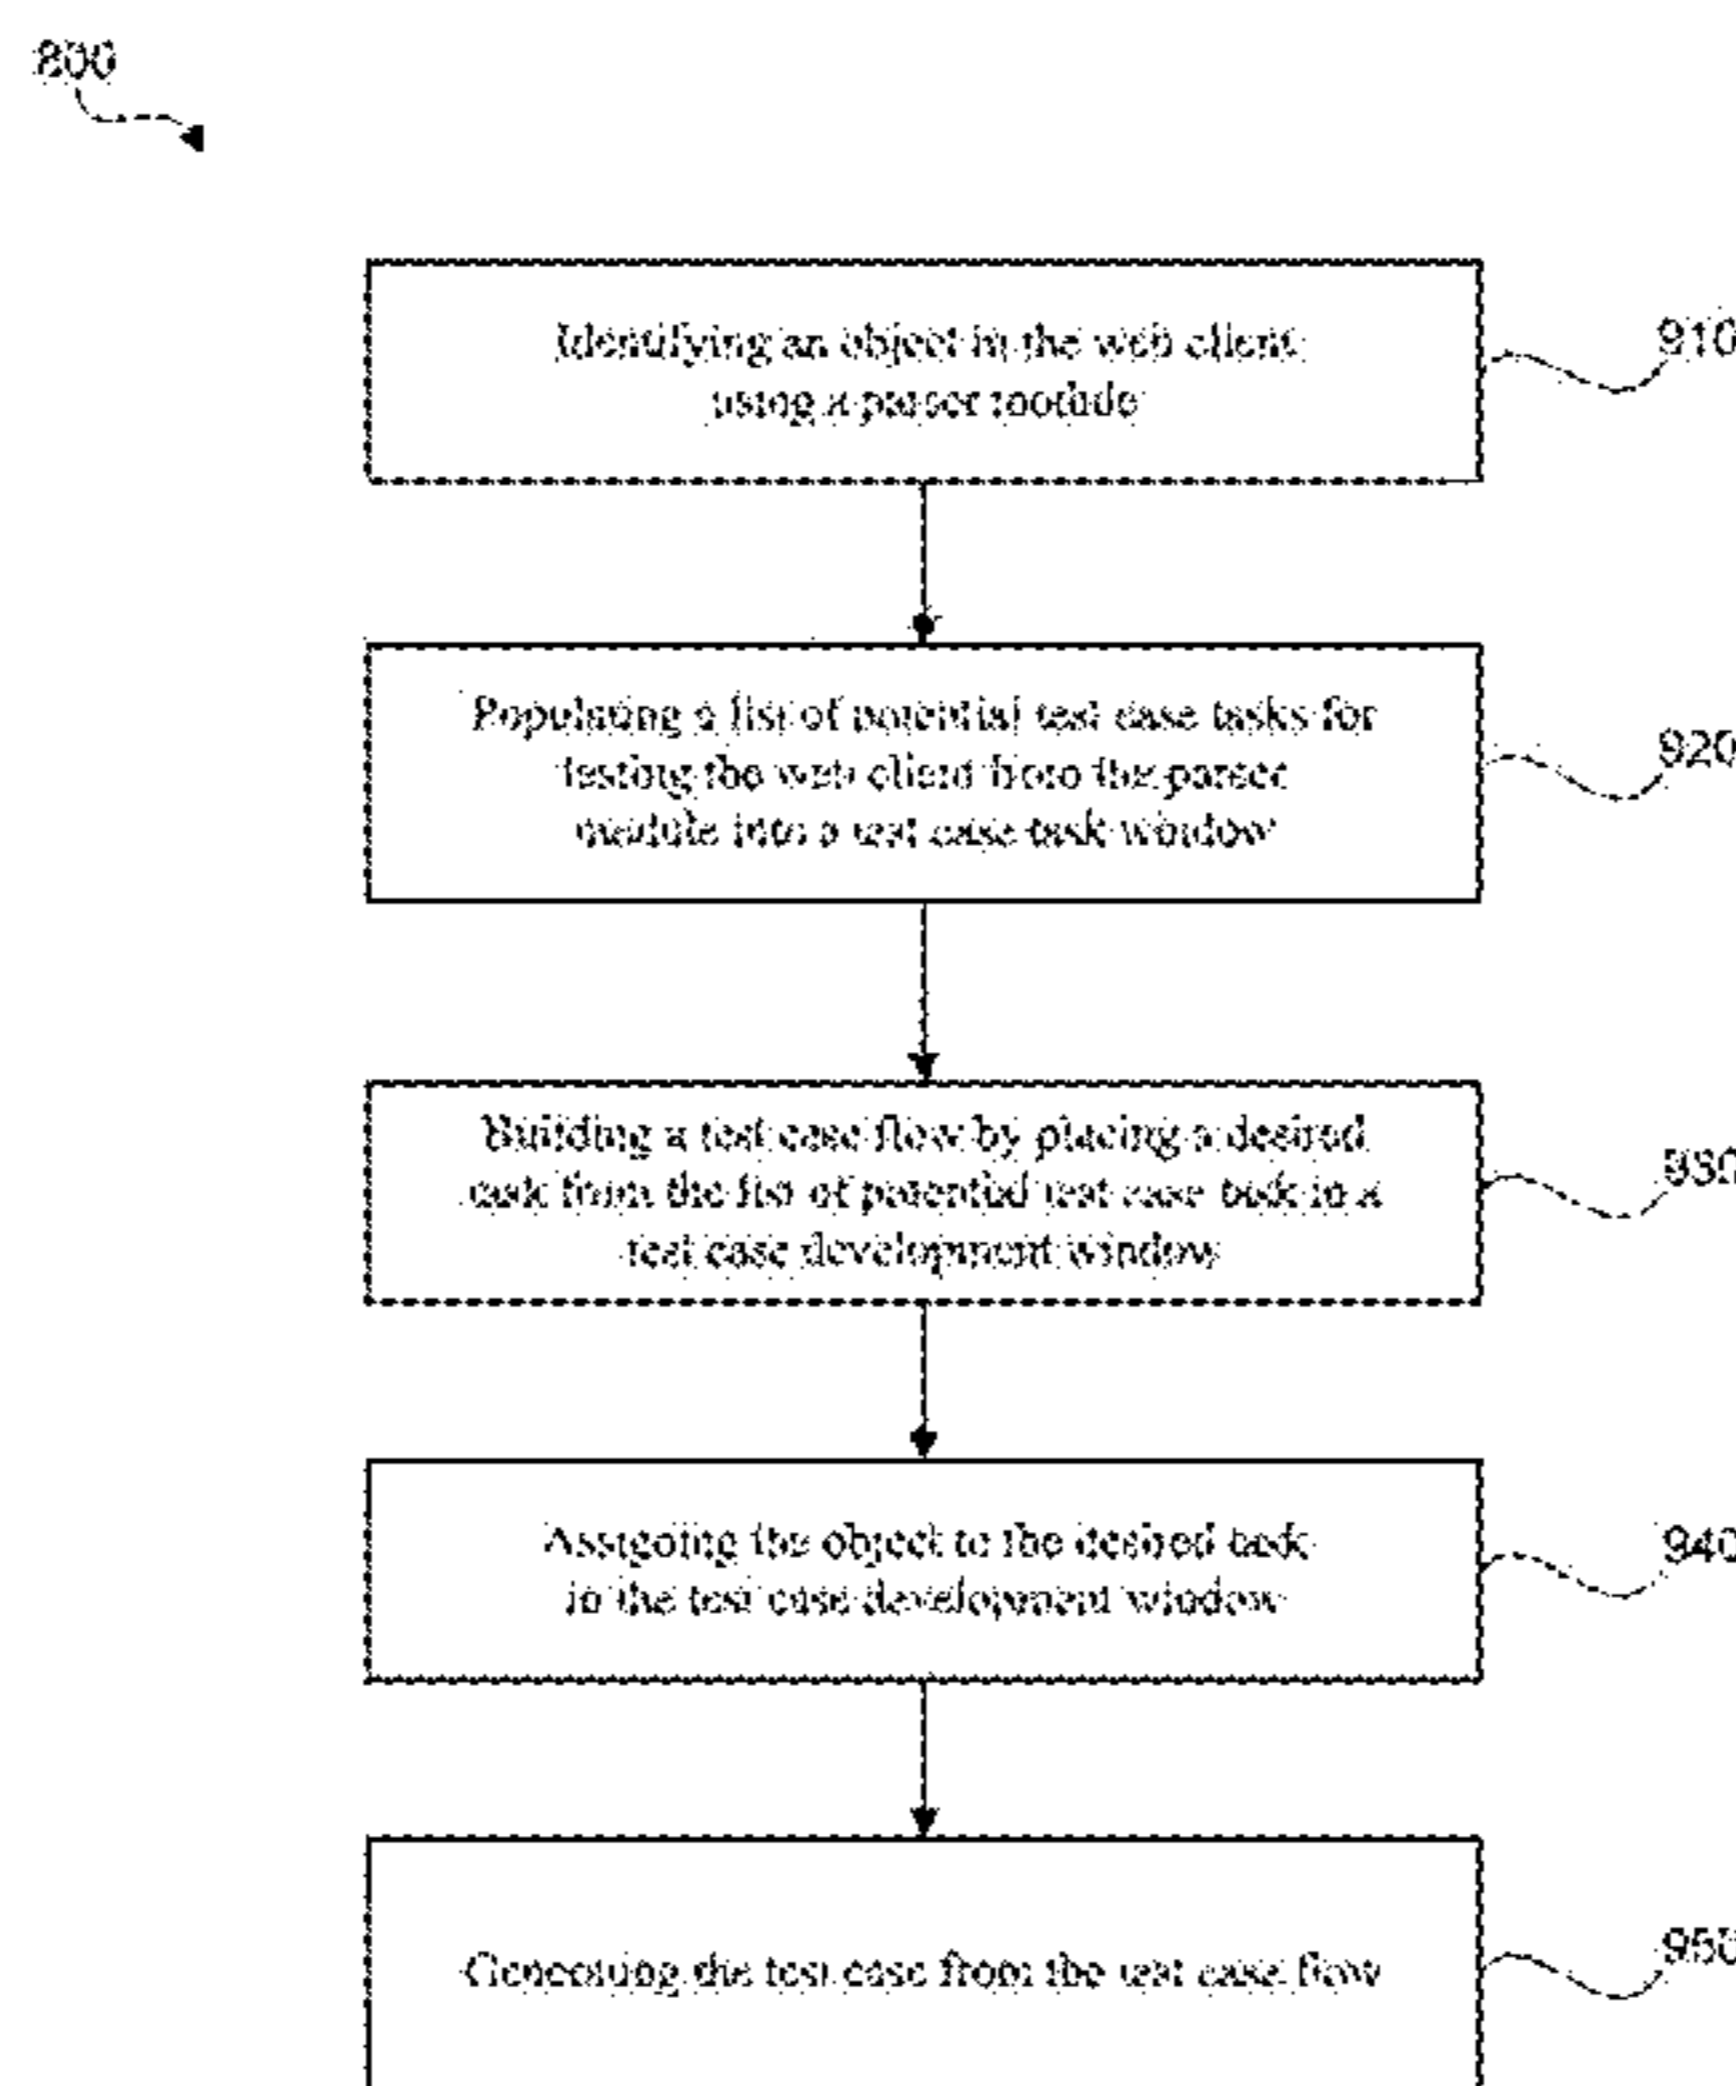 800
Identifying an object in the web client
using a parser module
910
Populating a list of potential test case tasks for
testing the web client from the parser
module into a test case task window
920
Building a test case flow by placing a desired
task from the list of potential test case task in a
test case development window
930
Assigning the object to the desired task
in the test case development window
940
Generating the test case from the test case flow
950